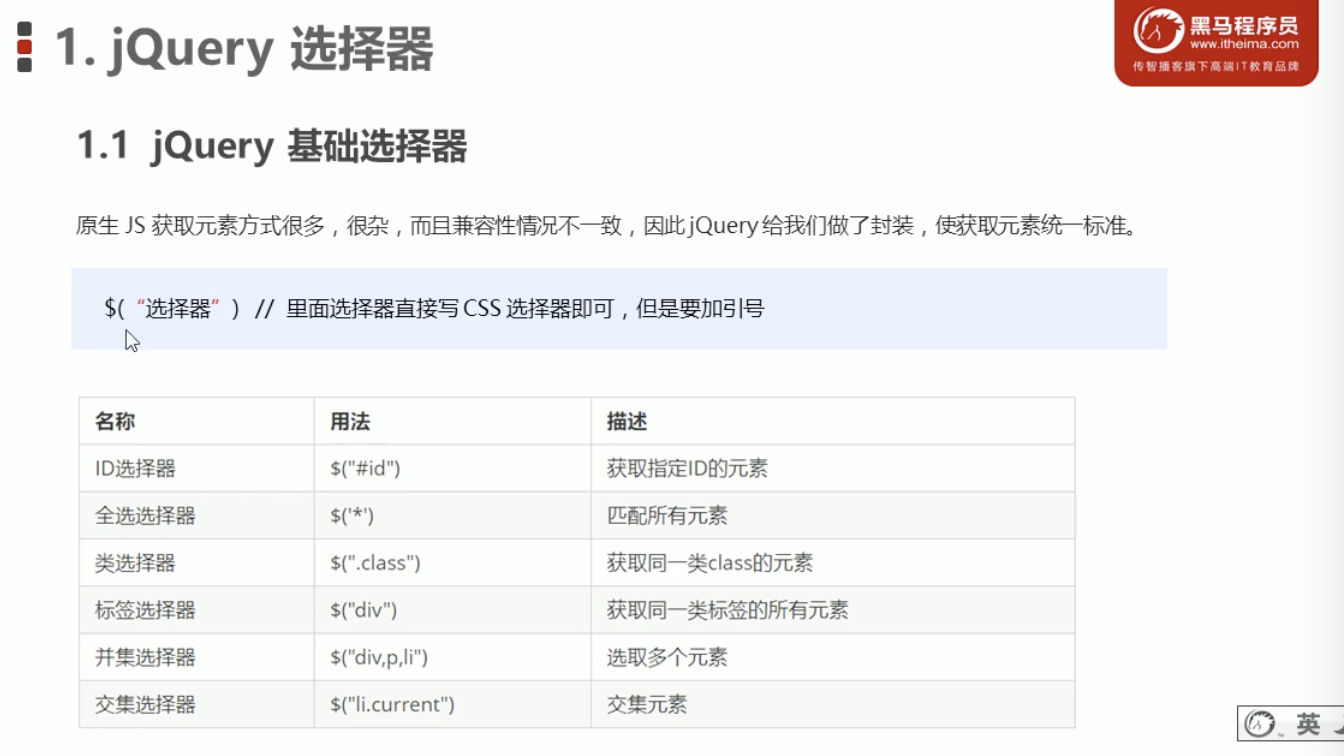 1. jQuery 选择器
黑马程序员
www.itheima.com
传智播客旗下高端IT教育品牌
1.1 jQuery 基础选择器
原生 JS 获取元素方式很多，很杂，而且兼容性情况不一致，因此 jQuery 给我们做了封装，使获取元素统一标准。
$(“选择器”) // 里面选择器直接写 CSS 选择器即可，但是要加引号
名称 用法 描述
ID选择器 $("#id") 获取指定ID的元素
全选选择器 $('*') 匹配所有元素
类选择器 $(".class") 获取同一类class的元素
标签选择器 $("div") 获取同一类标签的所有元素
并集选择器 $("div,p,li") 选取多个元素
交集选择器 $("li.current") 交集元素
英